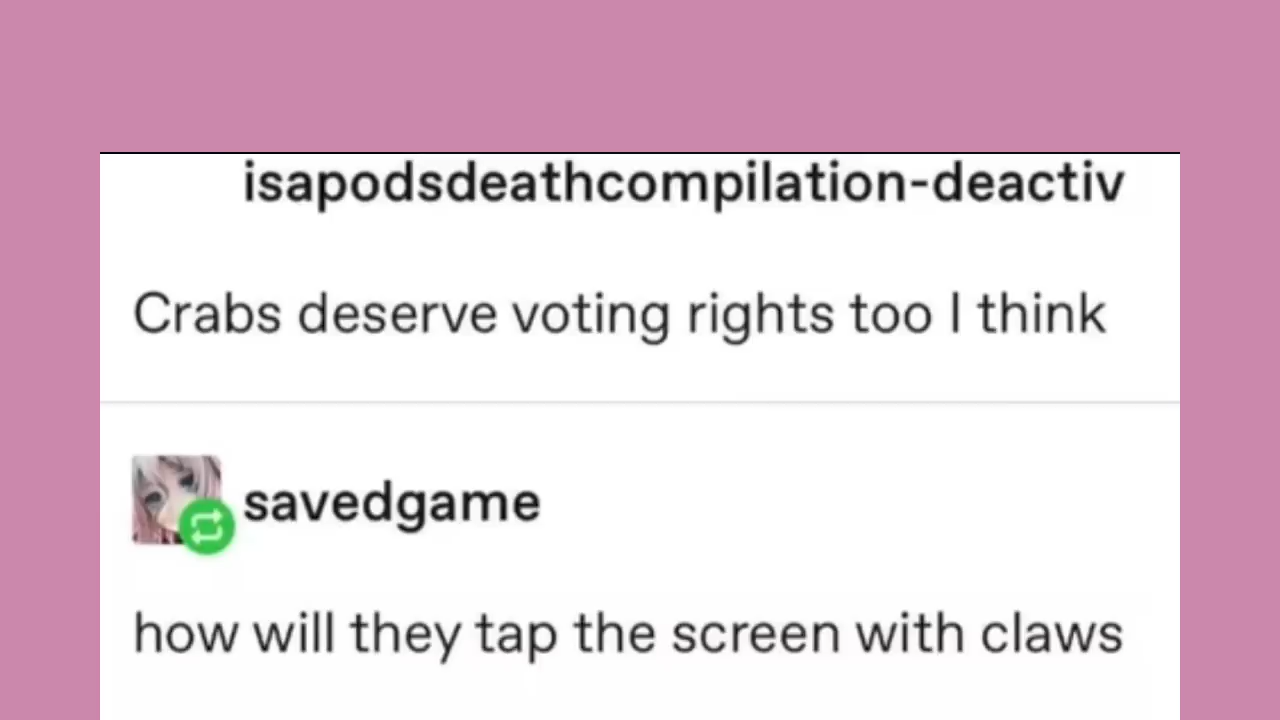 isapodsdeathcompilation-deactiv
Crabs deserve voting rights too I think
savedgame
how will they tap the screen with claws